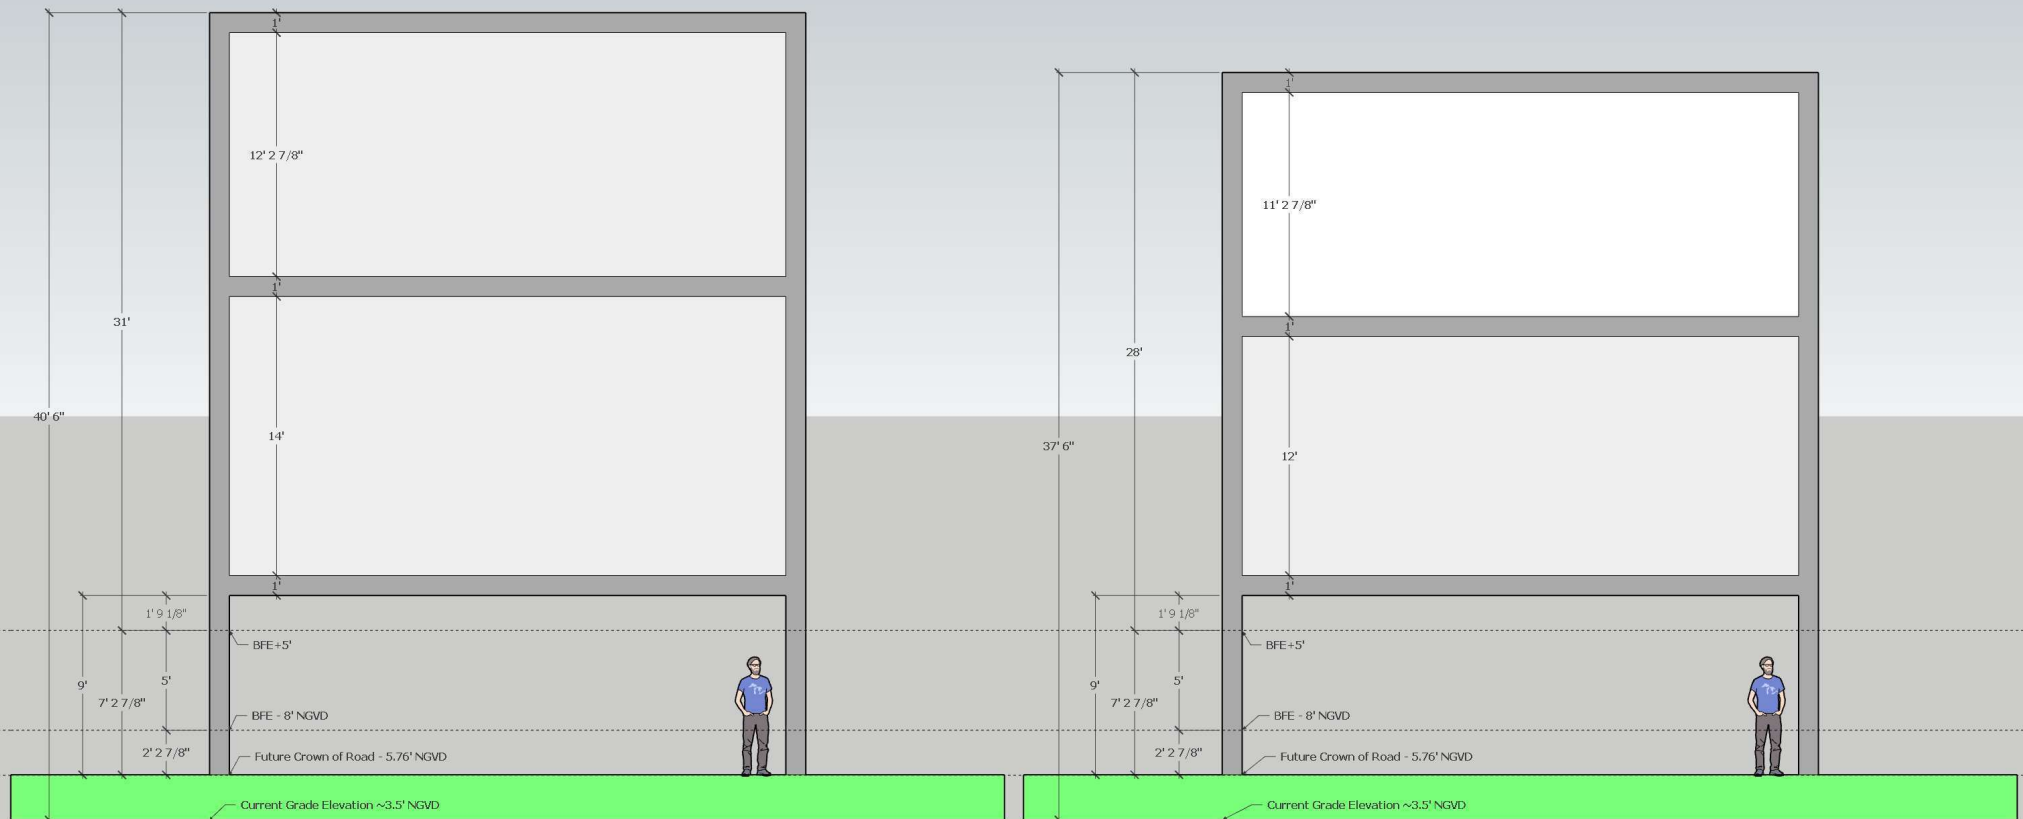 1'
12' 2 7/8"
1'
31'
40' 6"
14'
1'
1' 9 1/8"
BFE+5'
9'
5'
7' 2 7/8"
BFE - 8' NGVD
2' 2 7/8"
Future Crown of Road - 5.76' NGVD
Current Grade Elevation ~3.5' NGVD
1'
11' 2 7/8"
1'
28'
37' 6"
12'
1'
1' 9 1/8"
BFE+5'
9'
5'
7' 2 7/8"
BFE - 8' NGVD
2' 2 7/8"
Future Crown of Road - 5.76' NGVD
Current Grade Elevation ~3.5' NGVD